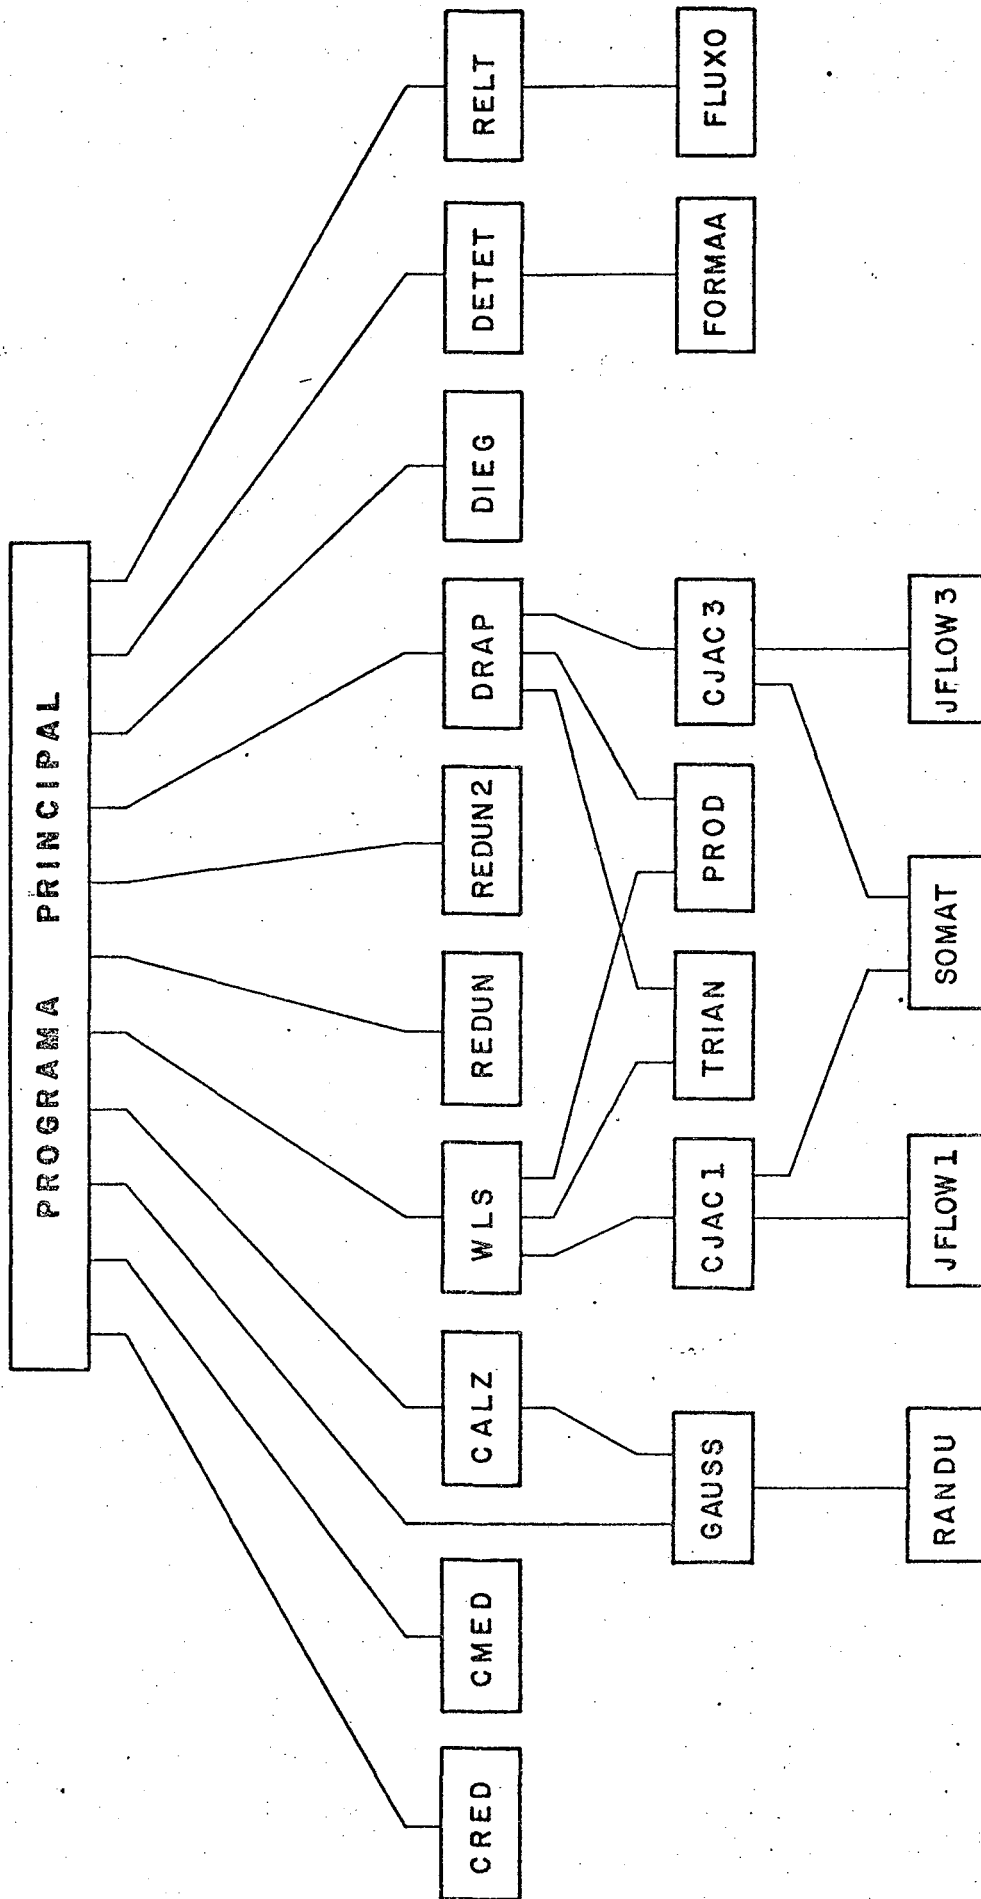 PROGRAMA PRINCIPAL
CRED
CMED
CALZ
WLS
REDUN
REDUN2
DRAP
DIEG
DETET
RELT
GAUSS
CJAC1
TRIAN
PROD
CJAC3
FORMAA
FLUXO
RANDU
JFLOW1
SOMAT
JFLOW3